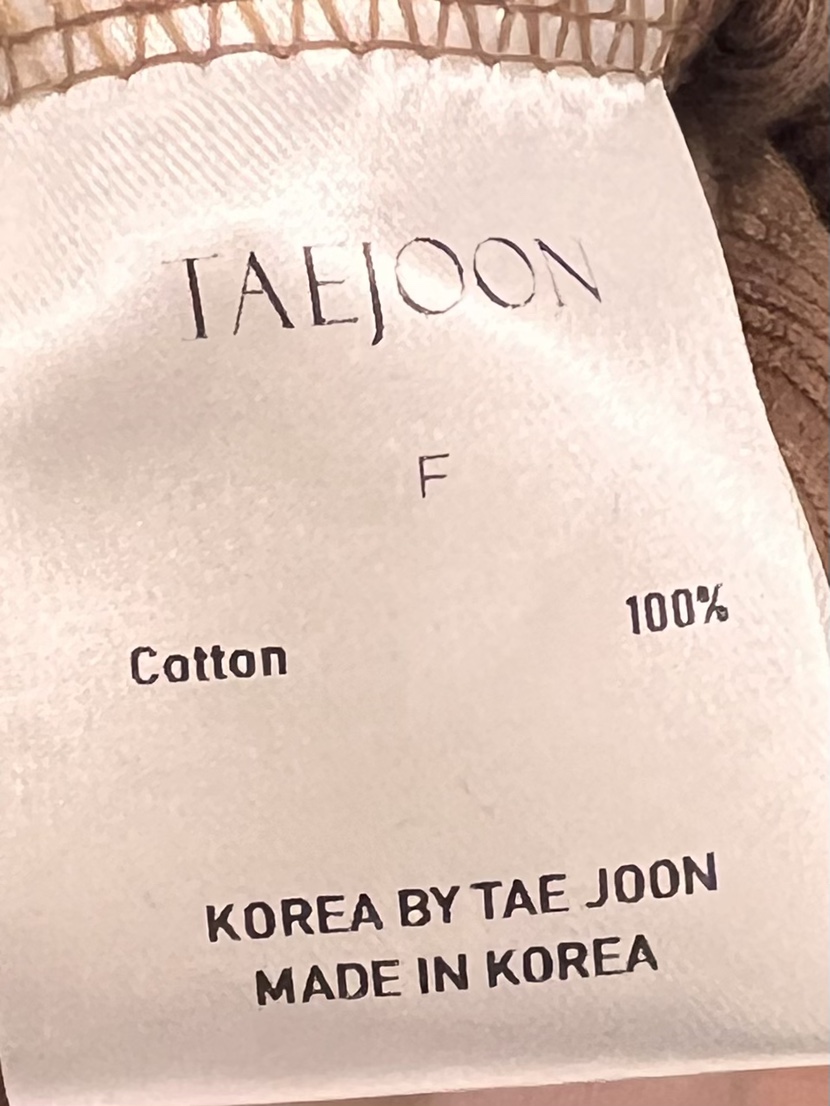 TAEJOON
F
Cotton 100%
KOREA BY TAE JOON
MADE IN KOREA